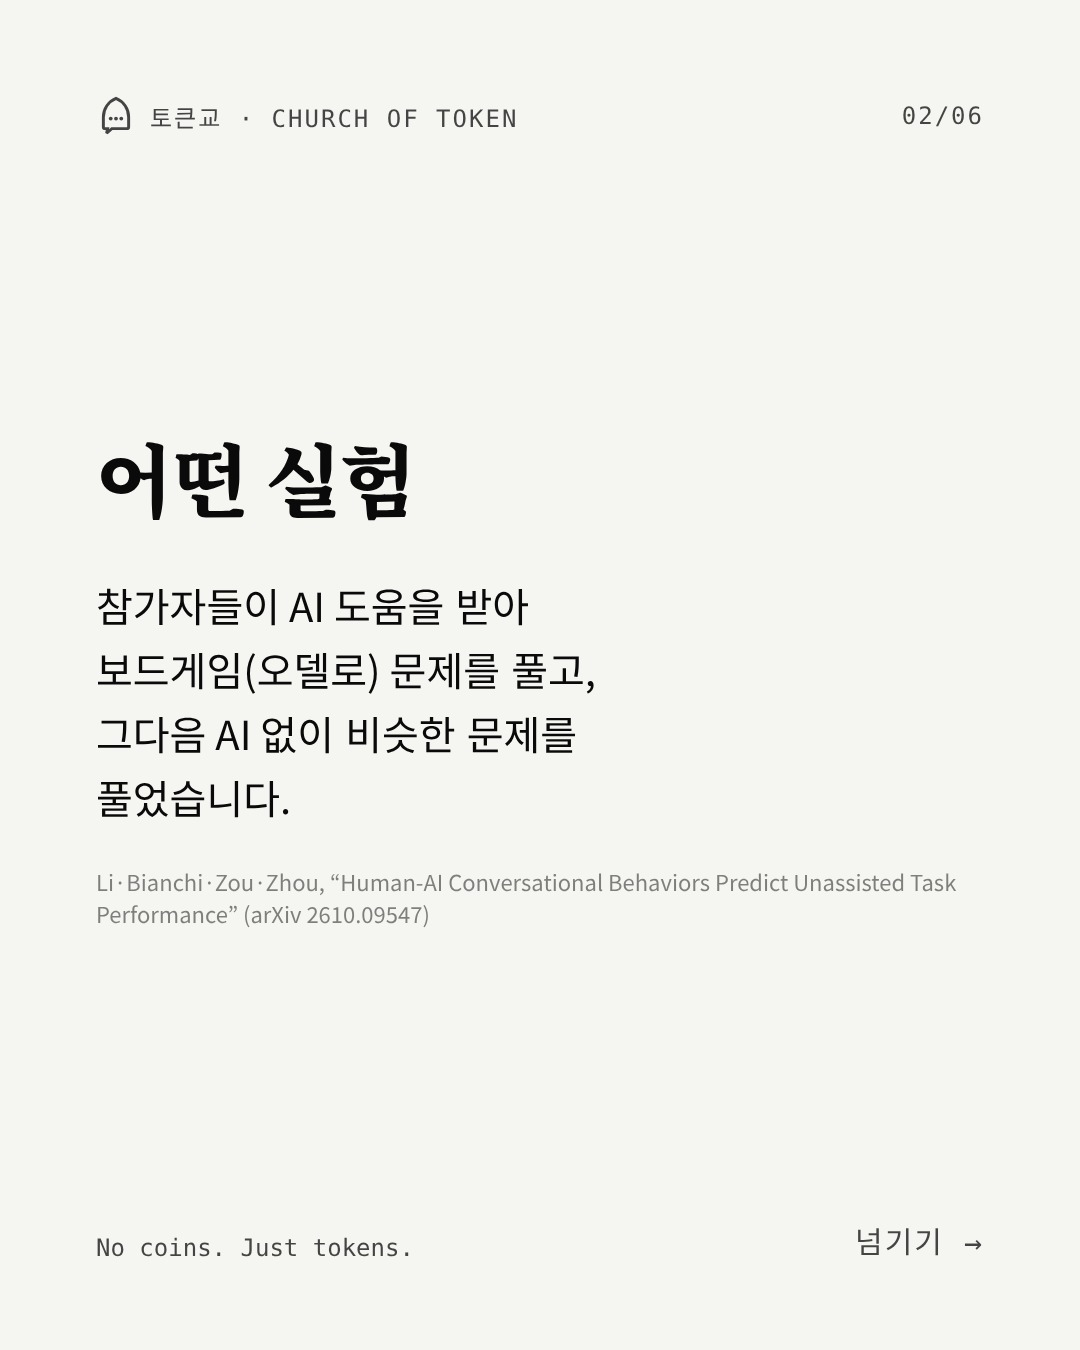 토큰교 · CHURCH OF TOKEN
02/06
어떤 실험
참가자들이 AI 도움을 받아
보드게임(오델로) 문제를 풀고,
그다음 AI 없이 비슷한 문제를
풀었습니다.
Li·Bianchi·Zou·Zhou, “Human-AI Conversational Behaviors Predict Unassisted Task
Performance” (arXiv 2610.09547)
No coins. Just tokens.
넘기기 →